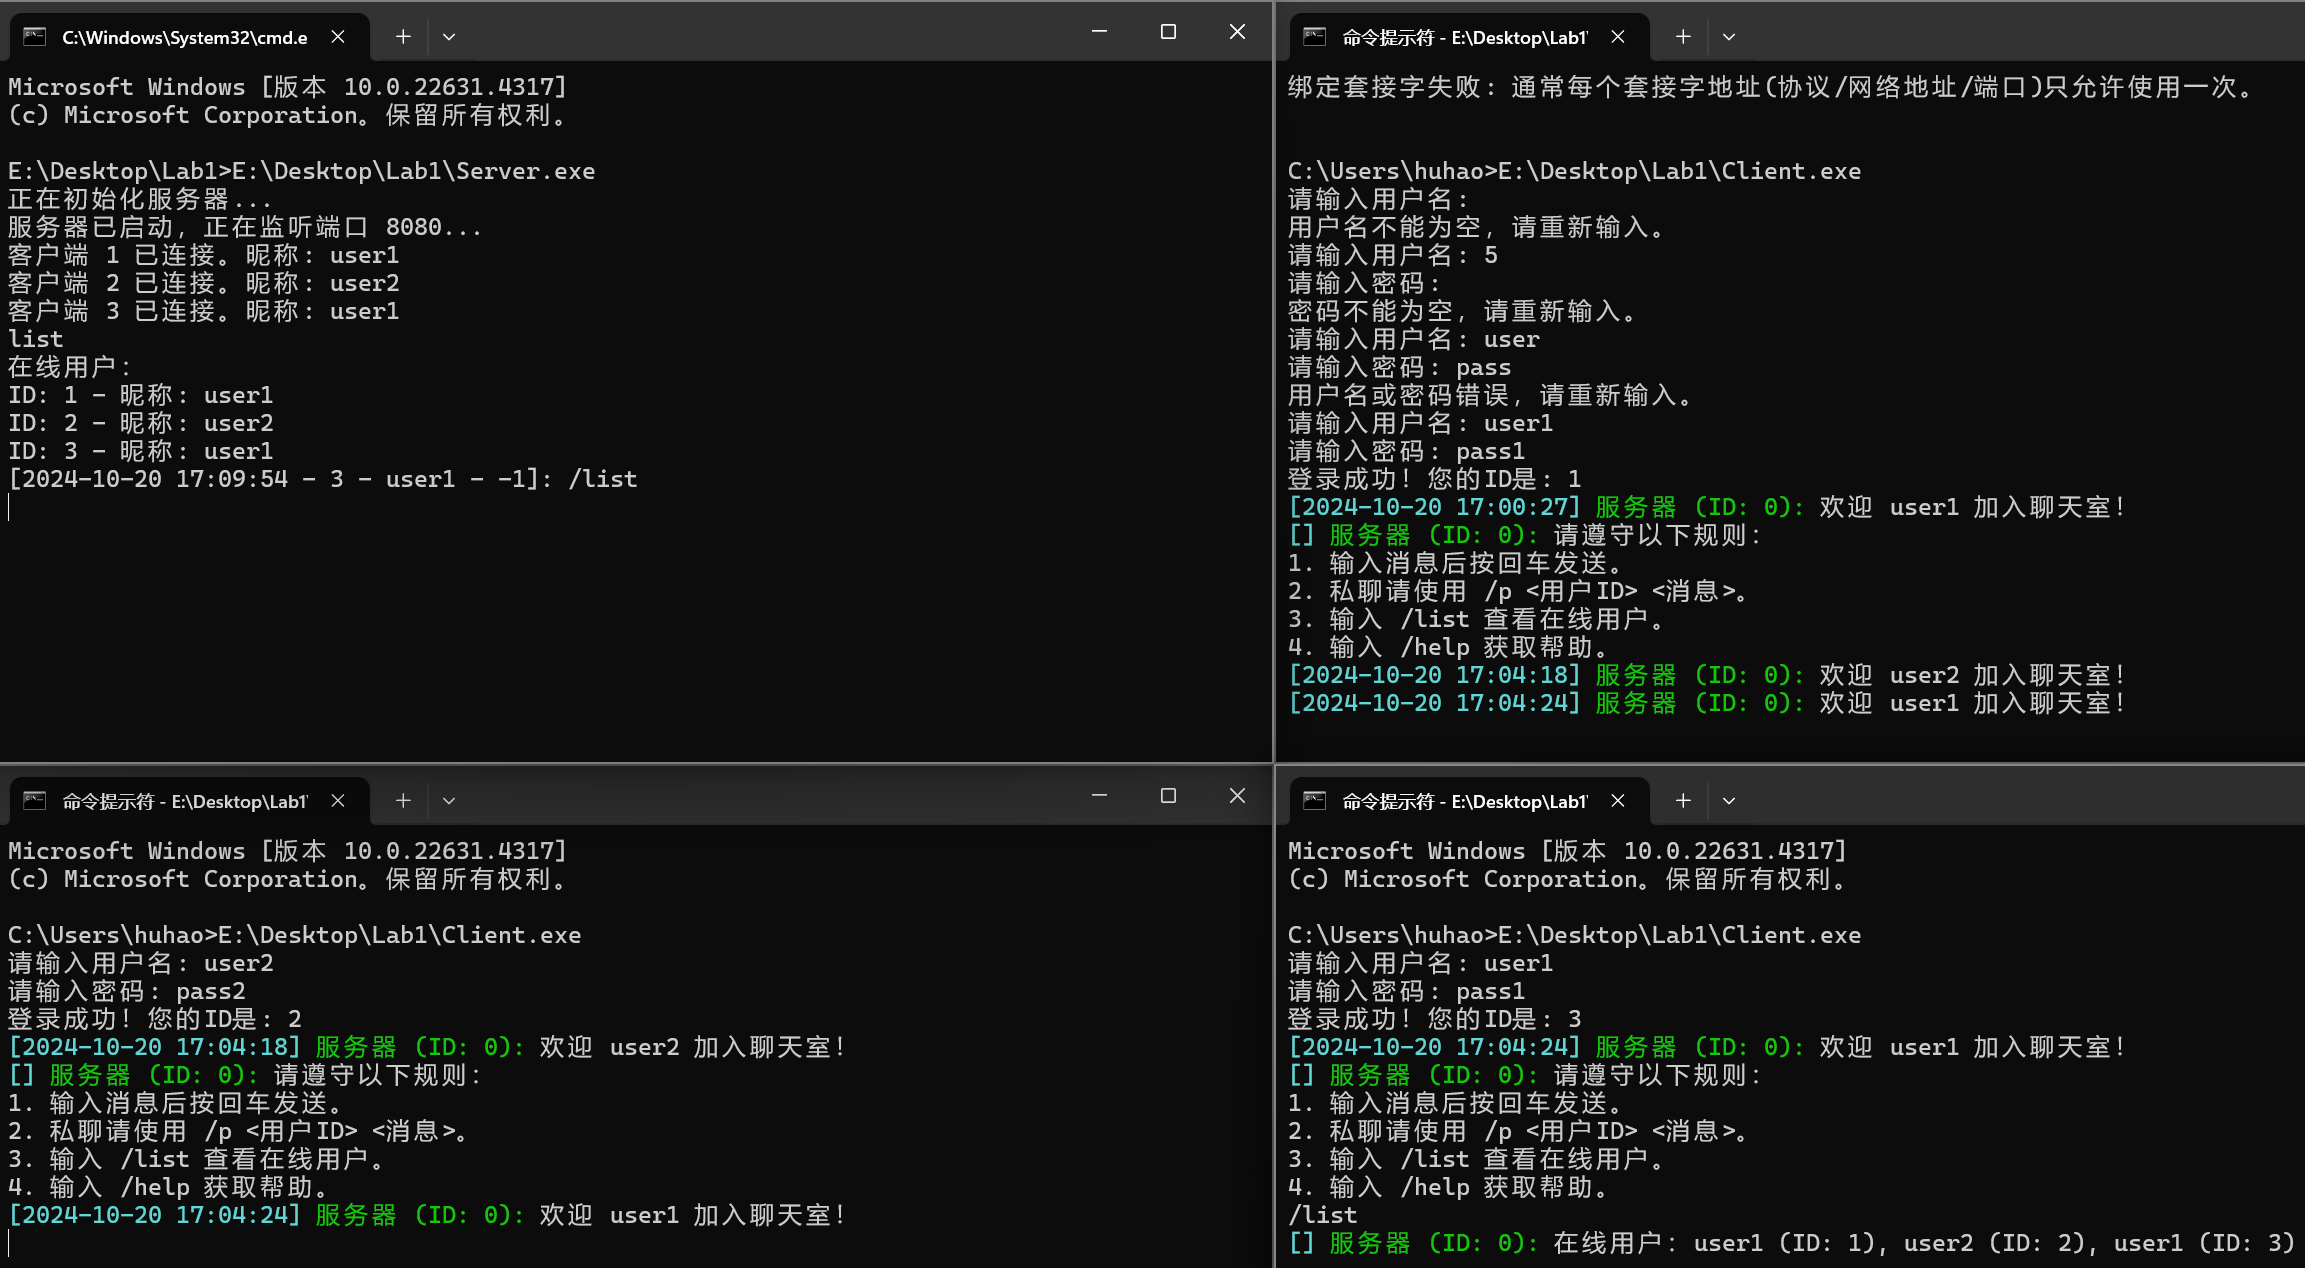 C:\Windows\System32\cmd.e
Microsoft Windows [版本 10.0.22631.4317]
(c) Microsoft Corporation。保留所有权利。
E:\Desktop\Lab1>E:\Desktop\Lab1\Server.exe
正在初始化服务器...
服务器已启动，正在监听端口 8080...
客户端 1 已连接。昵称: user1
客户端 2 已连接。昵称: user2
客户端 3 已连接。昵称: user1
list
在线用户:
ID: 1 - 昵称: user1
ID: 2 - 昵称: user2
ID: 3 - 昵称: user1
[2024-10-20 17:09:54 - 3 - user1 - -1]: /list
命令提示符 - E:\Desktop\Lab1\
绑定套接字失败: 通常每个套接字地址(协议/网络地址/端口)只允许使用一次。
C:\Users\huhao>E:\Desktop\Lab1\Client.exe
请输入用户名:
用户名不能为空，请重新输入。
请输入用户名: 5
请输入密码:
密码不能为空，请重新输入。
请输入用户名: user
请输入密码: pass
用户名或密码错误，请重新输入。
请输入用户名: user1
请输入密码: pass1
登录成功！您的ID是: 1
[2024-10-20 17:00:27] 服务器 (ID: 0): 欢迎 user1 加入聊天室！
[] 服务器 (ID: 0): 请遵守以下规则:
1. 输入消息后按回车发送。
2. 私聊请使用 /p <用户ID> <消息>。
3. 输入 /list 查看在线用户。
4. 输入 /help 获取帮助。
[2024-10-20 17:04:18] 服务器 (ID: 0): 欢迎 user2 加入聊天室！
[2024-10-20 17:04:24] 服务器 (ID: 0): 欢迎 user1 加入聊天室！
命令提示符 - E:\Desktop\Lab1\
Microsoft Windows [版本 10.0.22631.4317]
(c) Microsoft Corporation。保留所有权利。
C:\Users\huhao>E:\Desktop\Lab1\Client.exe
请输入用户名: user2
请输入密码: pass2
登录成功！您的ID是: 2
[2024-10-20 17:04:18] 服务器 (ID: 0): 欢迎 user2 加入聊天室！
[] 服务器 (ID: 0): 请遵守以下规则:
1. 输入消息后按回车发送。
2. 私聊请使用 /p <用户ID> <消息>。
3. 输入 /list 查看在线用户。
4. 输入 /help 获取帮助。
[2024-10-20 17:04:24] 服务器 (ID: 0): 欢迎 user1 加入聊天室！
命令提示符 - E:\Desktop\Lab1\
Microsoft Windows [版本 10.0.22631.4317]
(c) Microsoft Corporation。保留所有权利。
C:\Users\huhao>E:\Desktop\Lab1\Client.exe
请输入用户名: user1
请输入密码: pass1
登录成功！您的ID是: 3
[2024-10-20 17:04:24] 服务器 (ID: 0): 欢迎 user1 加入聊天室！
[] 服务器 (ID: 0): 请遵守以下规则:
1. 输入消息后按回车发送。
2. 私聊请使用 /p <用户ID> <消息>。
3. 输入 /list 查看在线用户。
4. 输入 /help 获取帮助。
/list
[] 服务器 (ID: 0): 在线用户: user1 (ID: 1), user2 (ID: 2), user1 (ID: 3)